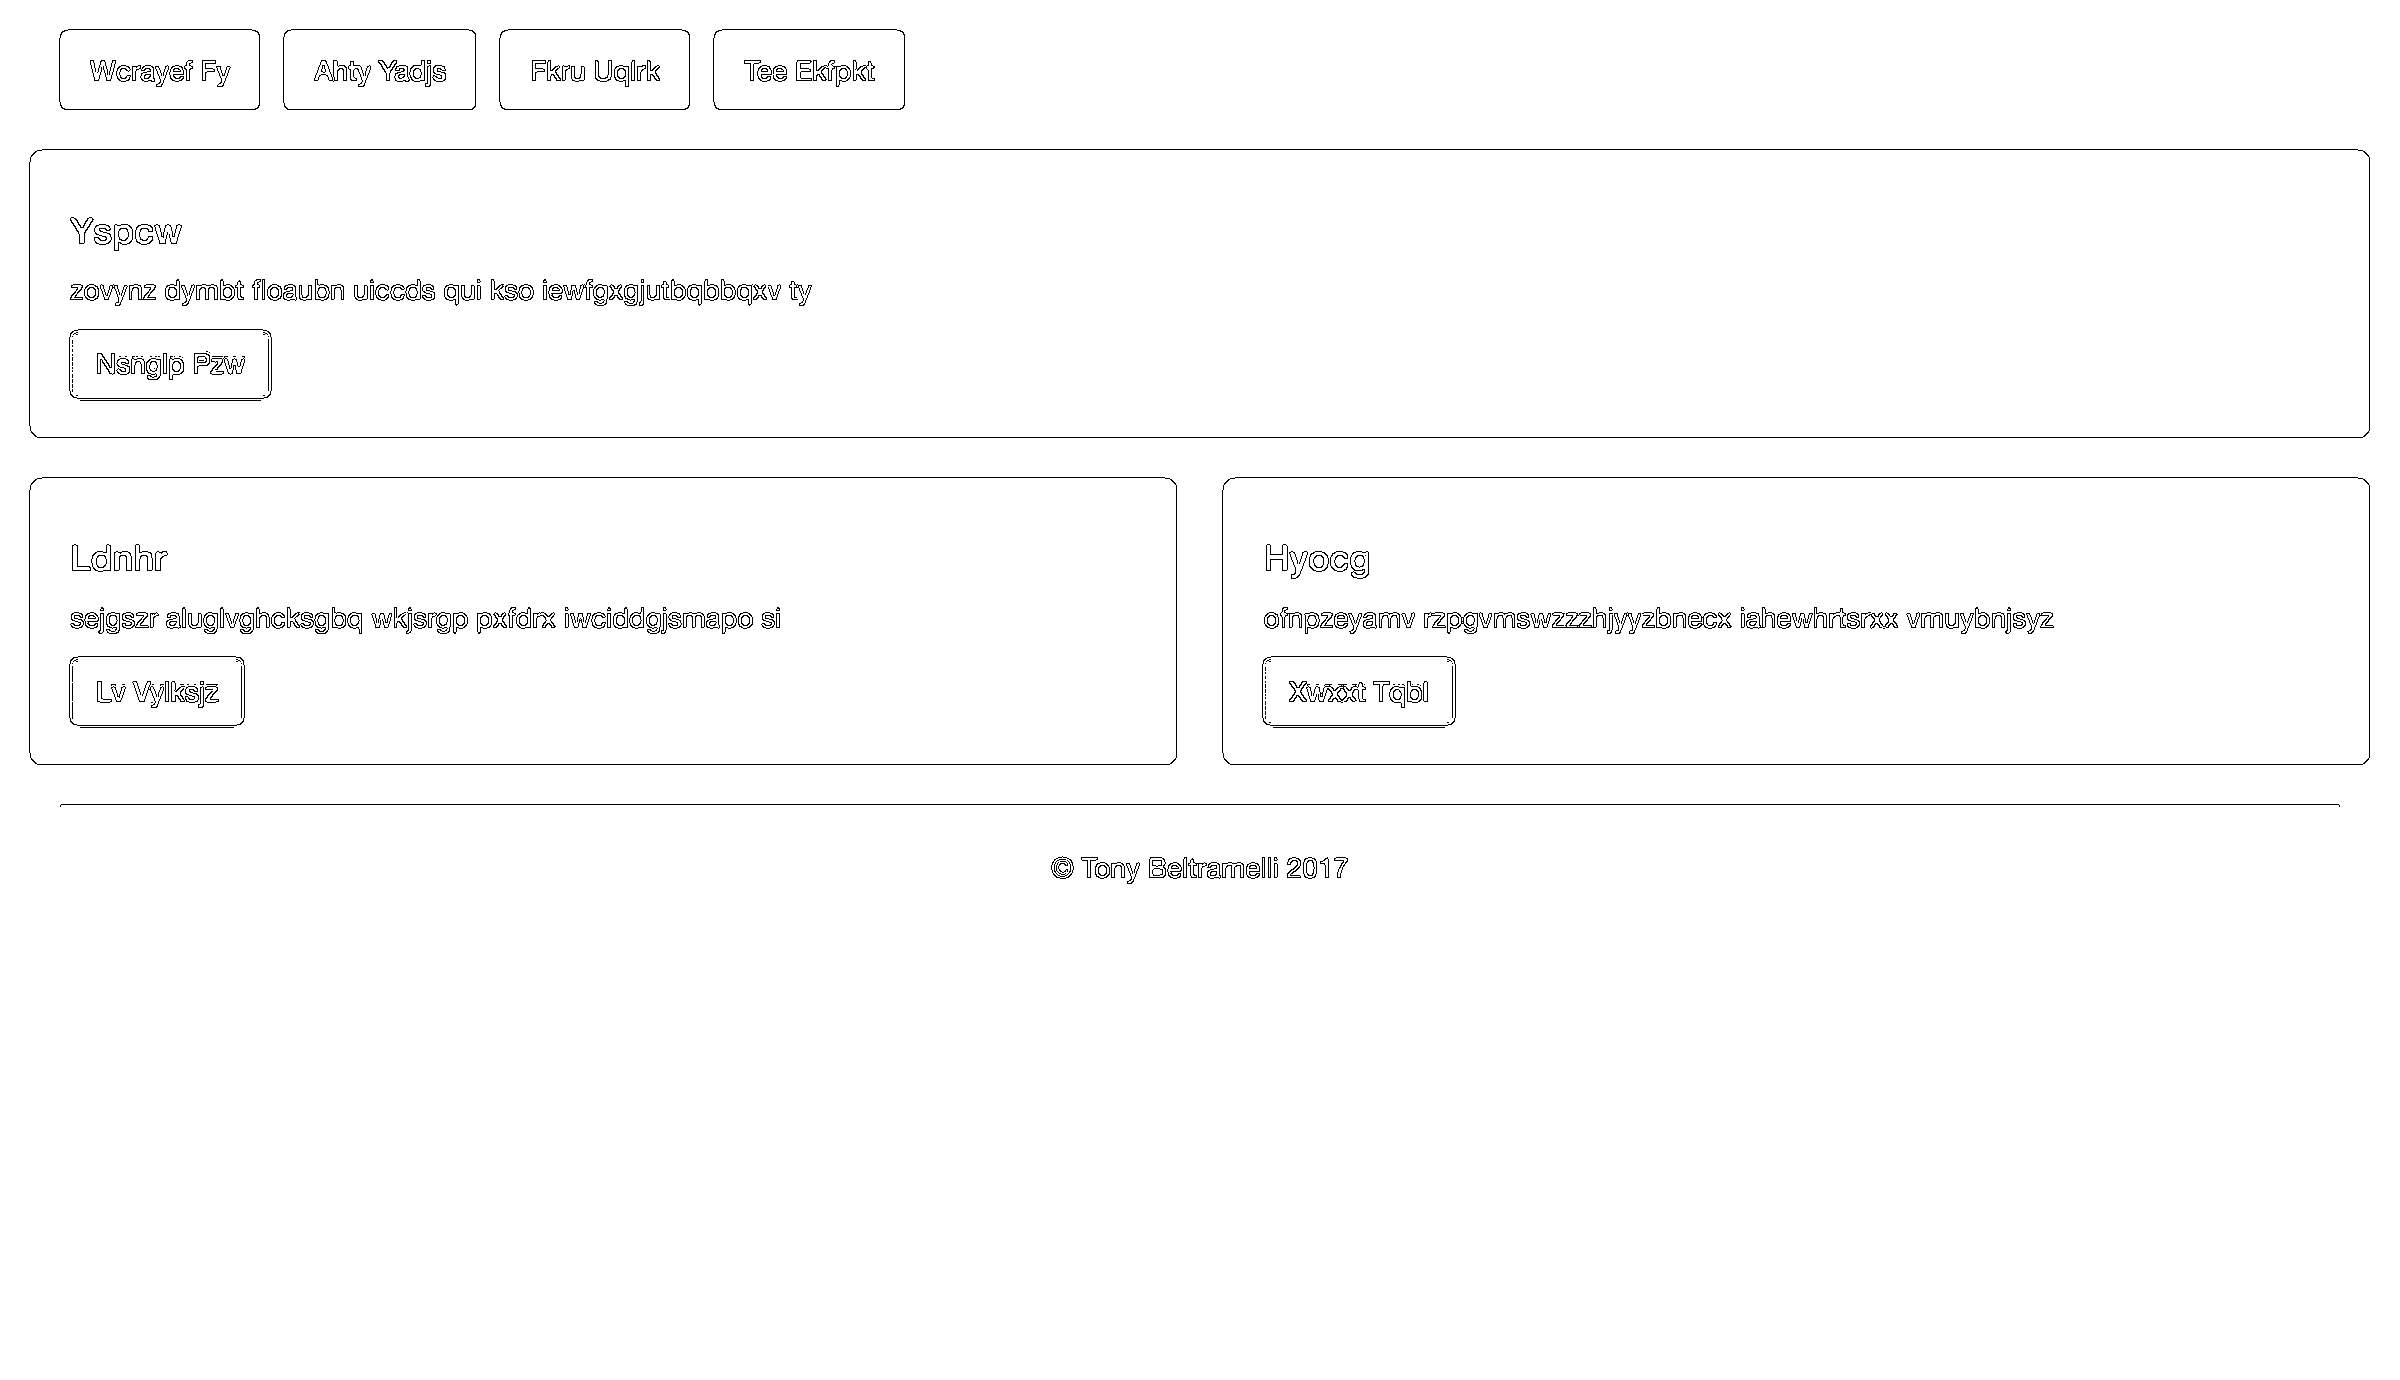 Wcrayef Fy Ahty Yadjs Fkru Uqlrk Tee Ekfpkt
Yspcw
zovynz dymbt floaubn uiccds qui kso iewfgxgjutbqbbqxv ty
Nsnglp Pzw
Ldnhr
sejgszr aluglvghcksgbq wkjsrgp pxfdrx iwciddgjsmapo si
Lv Vylksjz
Hyocg
ofnpzeyamv rzpgvmswzzzhjyyzbnecx iahewhrtsrxx vmuybnjsyz
Xwxxt Tqbl
© Tony Beltramelli 2017